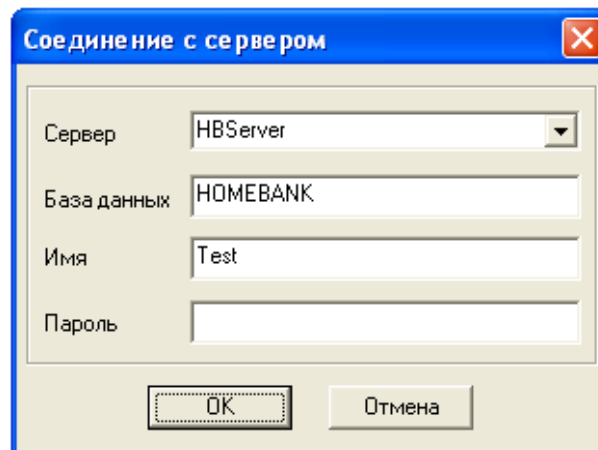 Соединение с сервером
Сервер HBServer
База данных HOMEBANK
Имя Test
Пароль
OK Отмена